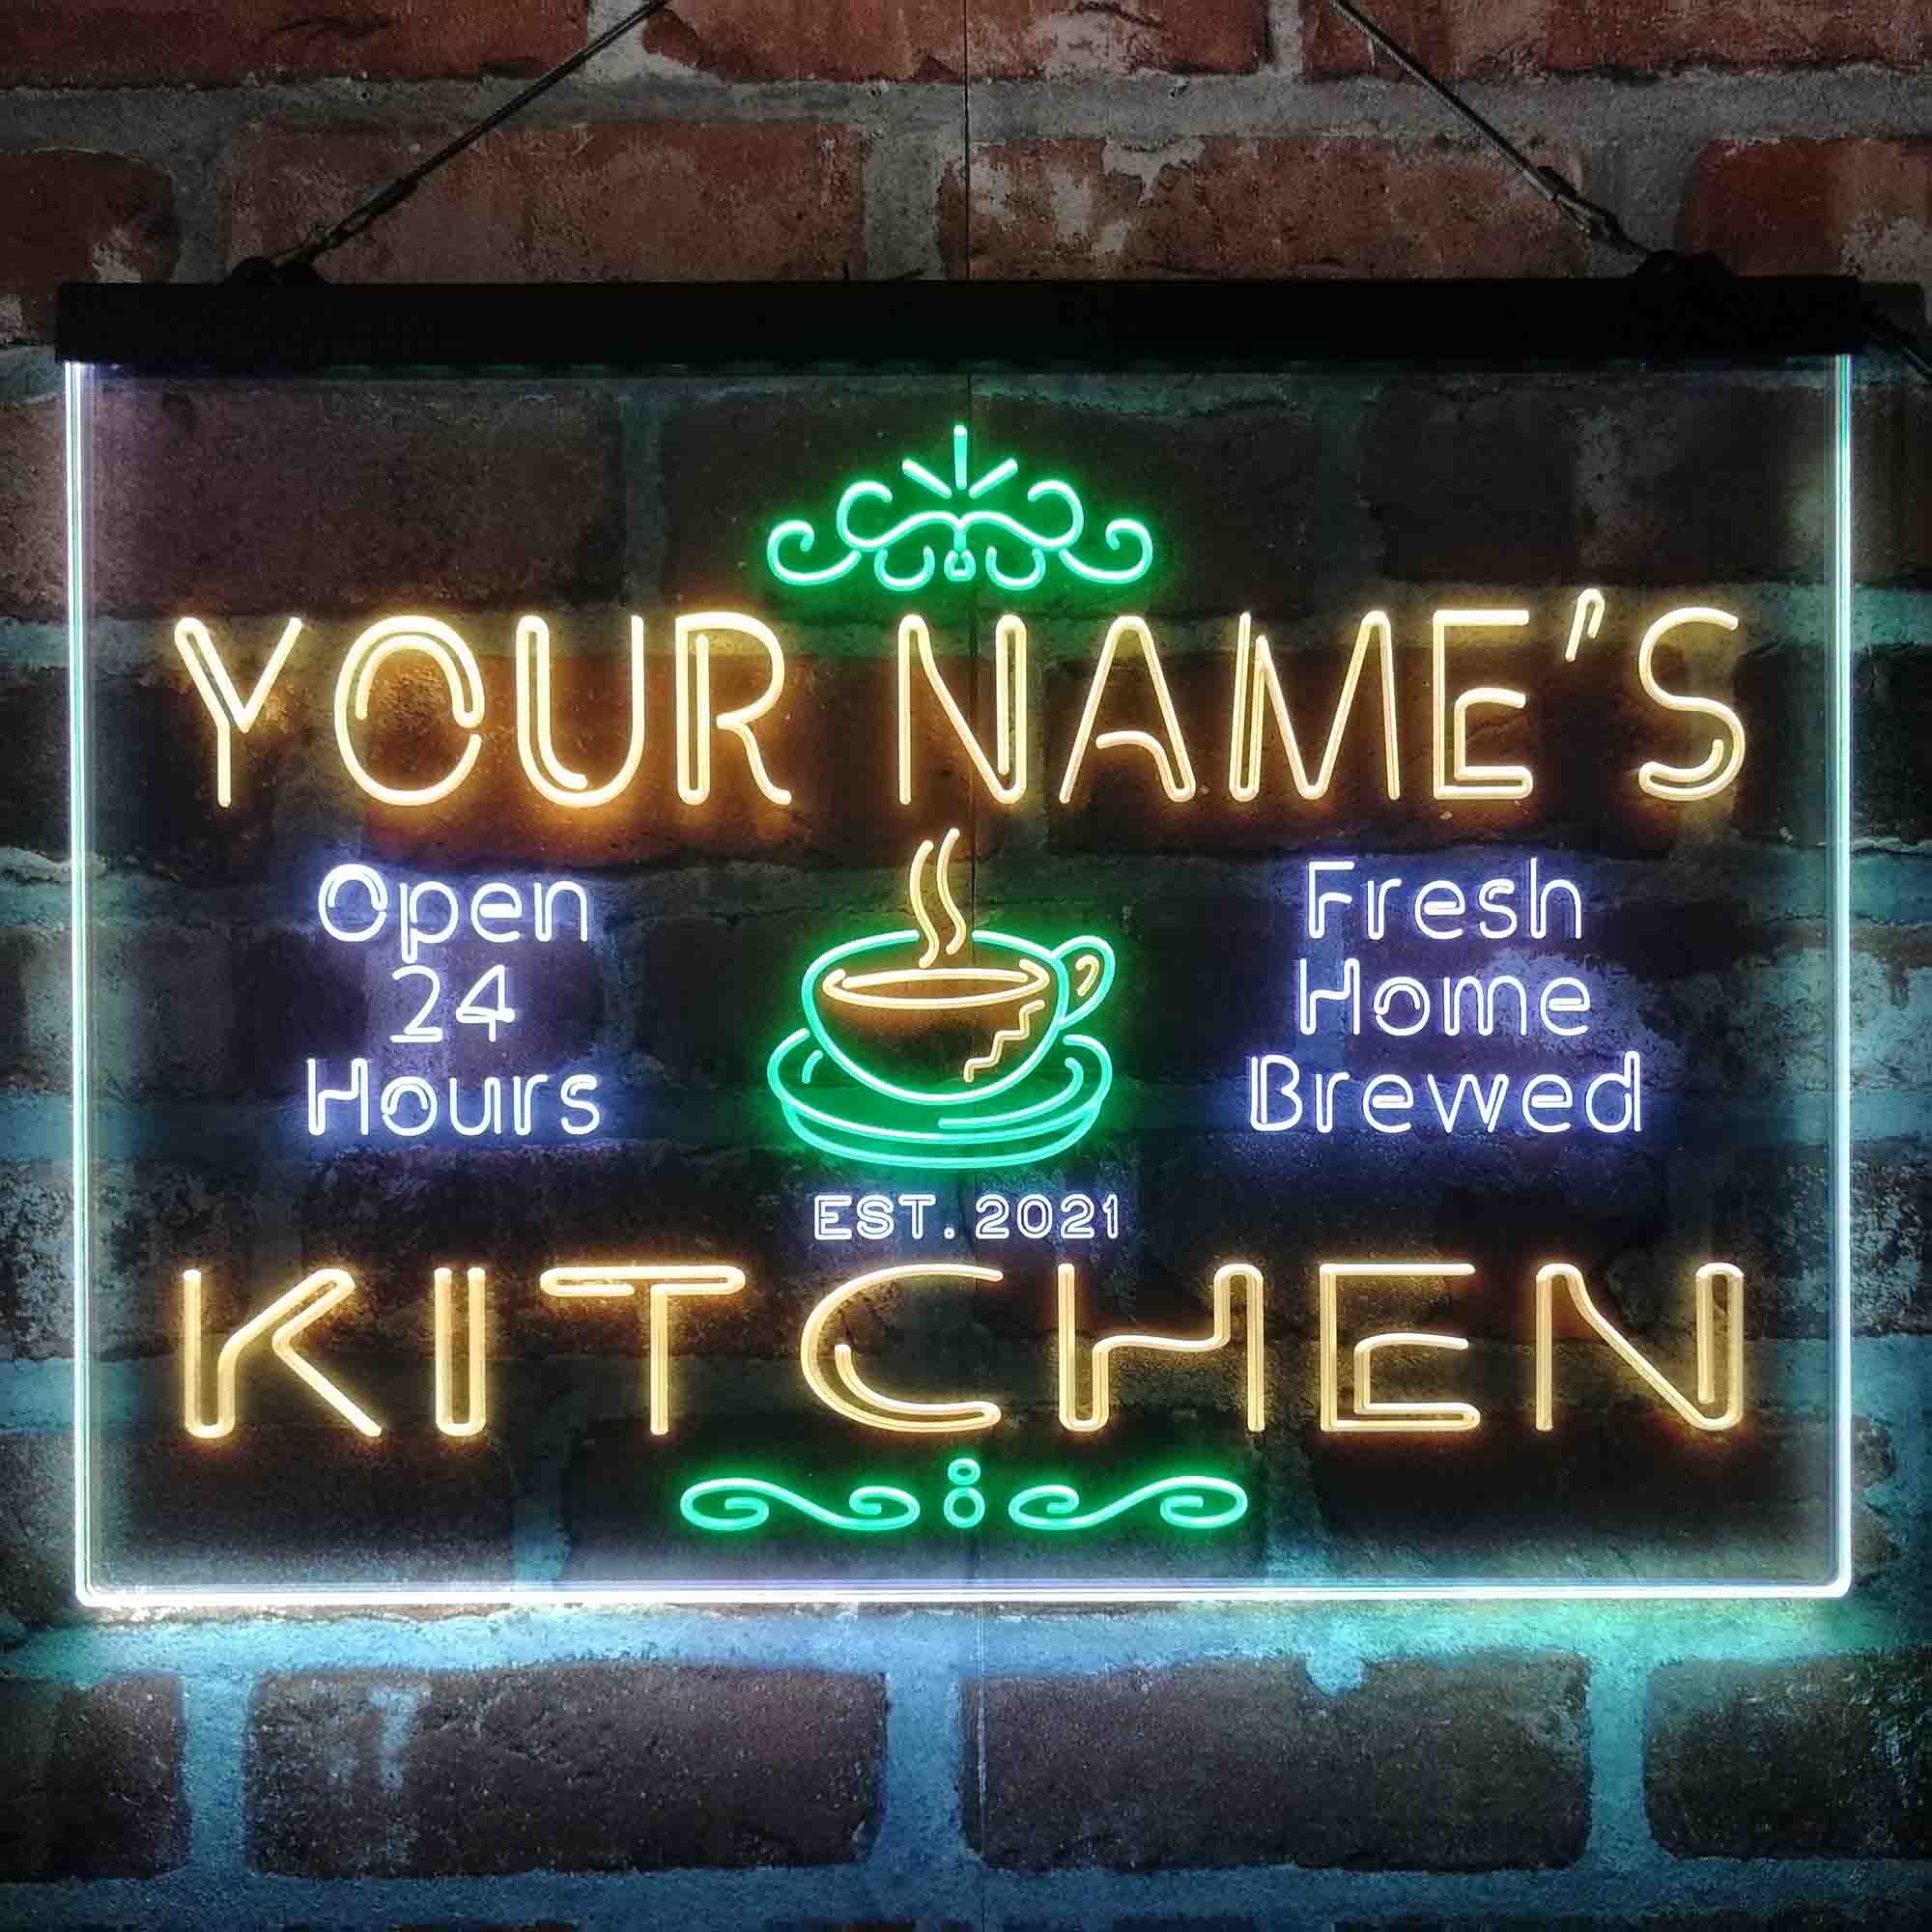 YOUR NAME'S
Open
24
Hours
Fresh
Home
Brewed
EST. 2021
KITCHEN